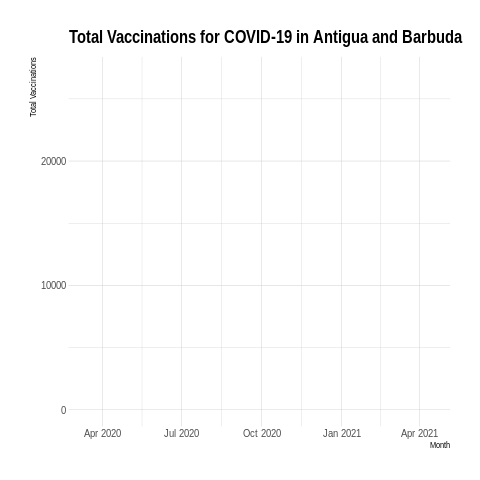 Total Vaccinations for COVID-19 in Antigua and Barbuda
Total Vaccinations
20000
10000
0
Apr 2020 Jul 2020 Oct 2020 Jan 2021 Apr 2021
Month